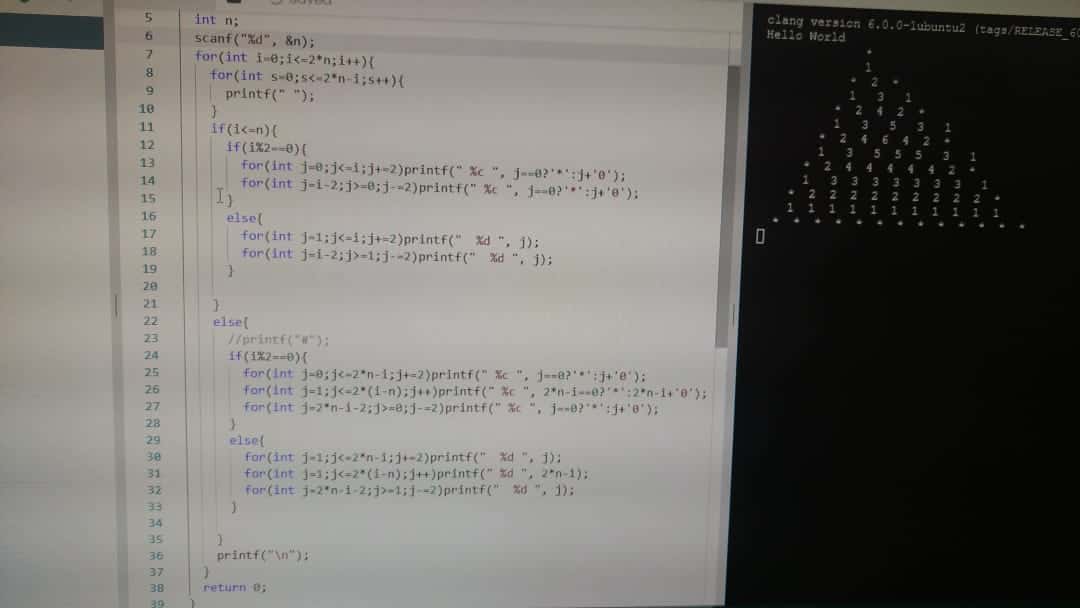 5 int n;
6 scanf("%d", &n);
7 for(int i=0;i<=2*n;i++){
8 for(int s=0;s<=2*n-i;s++){
9 printf(" ");
10 }
11 if(i<=n){
12 if(i%2==0){
13 for(int j=0;j<=i;j+=2)printf(" %c ", j==0?'*':j+'0');
14 for(int j=i-2;j>=0;j-=2)printf(" %c ", j==0?'*':j+'0');
15 }
16 else{
17 for(int j=1;j<=i;j+=2)printf("  %d ", j);
18 for(int j=i-2;j>=1;j-=2)printf("  %d ", j);
19 }
20
21 }
22 else{
23 //printf("#");
24 if(i%2==0){
25 for(int j=0;j<=2*n-i;j+=2)printf(" %c ", j==0?'*':j+'0');
26 for(int j=1;j<=2*(i-n);j++)printf(" %c ", 2*n-i==0?'*':2*n-i+'0');
27 for(int j=2*n-i-2;j>=0;j-=2)printf(" %c ", j==0?'*':j+'0');
28 }
29 else{
30 for(int j=1;j<=2*n-i;j+=2)printf("  %d ", j);
31 for(int j=1;j<=2*(i-n);j++)printf(" %d ", 2*n-i);
32 for(int j=2*n-i-2;j>=1;j-=2)printf("  %d ", j);
33 }
34
35 }
36 printf("\n");
37 }
38 return 0;
39 }
clang version 6.0.0-1ubuntu2 (tags/RELEASE_60
Hello World
*
1
* 2 *
1 3 1
* 2 4 2 *
1 3 5 3 1
* 2 4 6 4 2 *
1 3 5 5 5 3 1
* 2 4 4 4 4 4 2 *
1 3 3 3 3 3 3 3 1
* 2 2 2 2 2 2 2 2 2 *
1 1 1 1 1 1 1 1 1 1 1
* * * * * * * * * * * * *